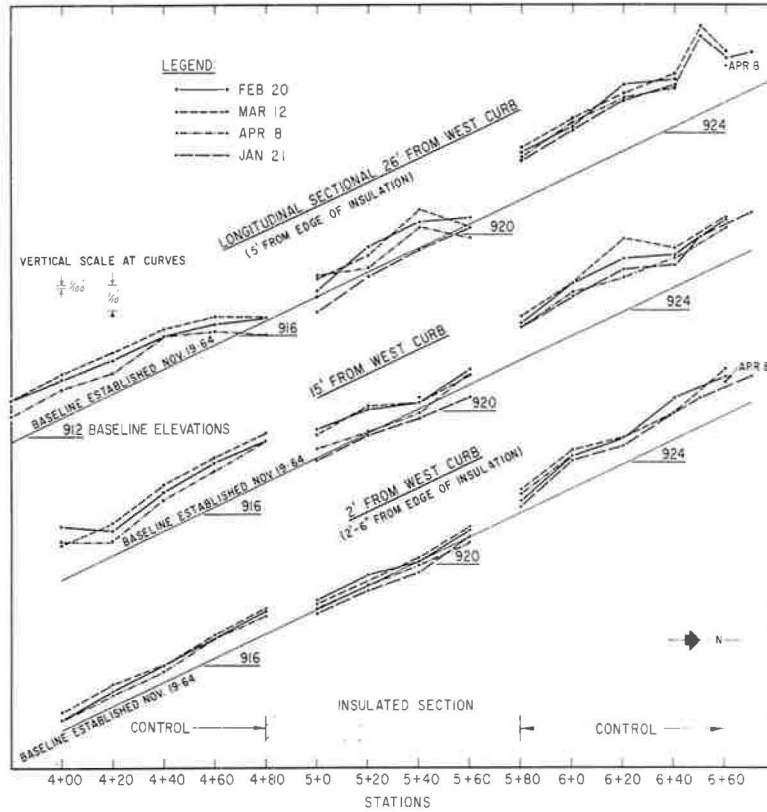 LEGEND:
FEB 20
MAR 12
APR 8
JAN 21
LONGITUDINAL SECTIONAL 26' FROM WEST CURB
(5' FROM EDGE OF INSULATION)
APR 8
924
920
VERTICAL SCALE AT CURVES
1/100'
1/10'
916
BASELINE ESTABLISHED NOV. 19-64
912 BASELINE ELEVATIONS
15' FROM WEST CURB
924
920
BASELINE ESTABLISHED NOV. 19-64
916
2' FROM WEST CURB
(2'-6" FROM EDGE OF INSULATION)
APR 8
924
920
916
BASELINE ESTABLISHED NOV. 19-64
N
CONTROL
INSULATED SECTION
CONTROL
4+00 4+20 4+40 4+60 4+80 5+0 5+20 5+40 5+60 5+80 6+0 6+20 6+40 6+60
STATIONS